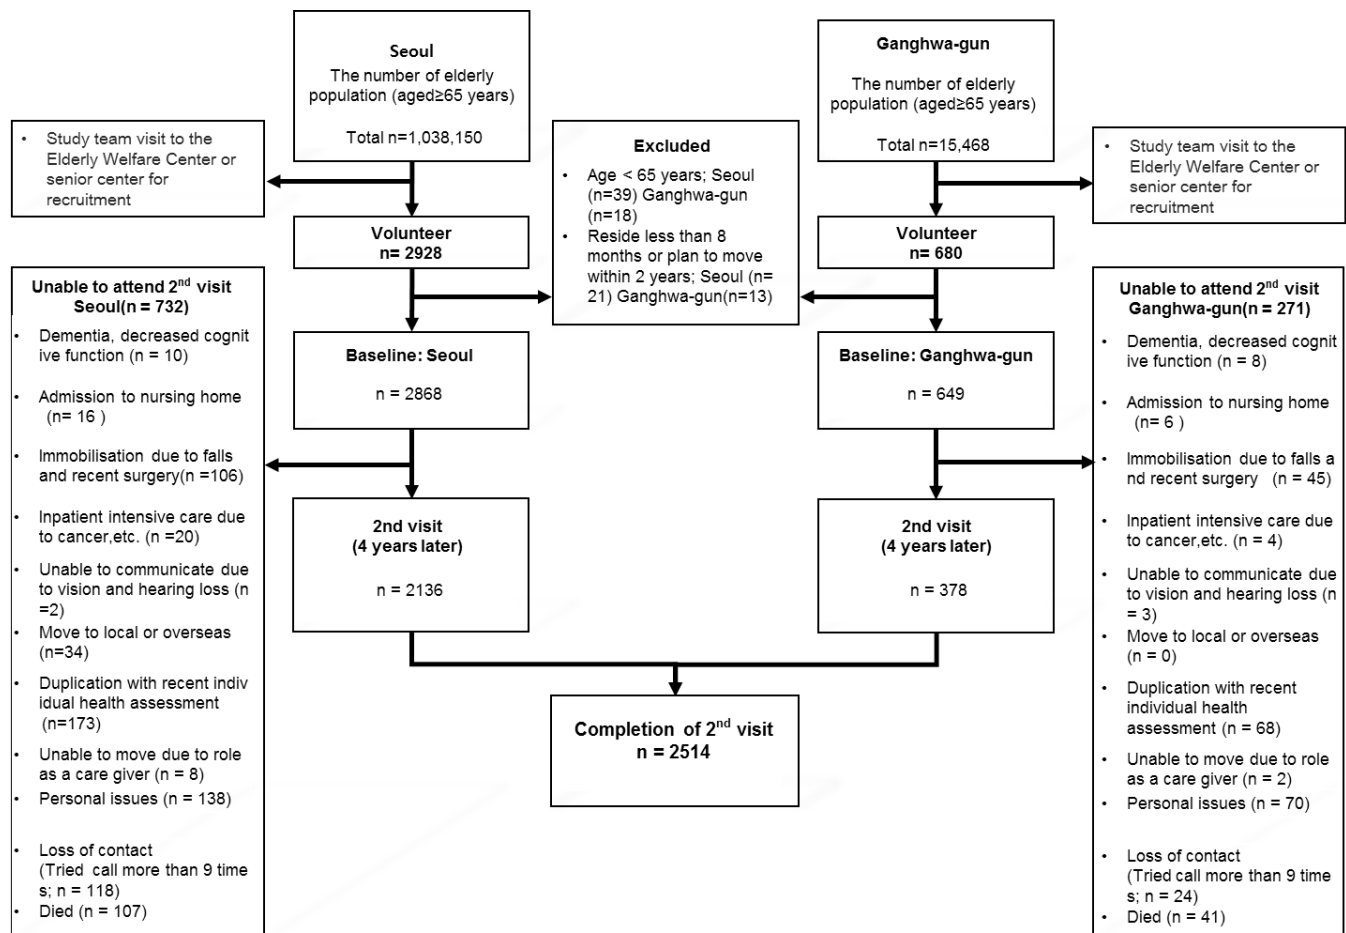 Seoul
The number of elderly
population (aged≥65 years)
Total n=1,038,150
Ganghwa-gun
The number of elderly
population (aged≥65 years)
Total n=15,468
• Study team visit to the
Elderly Welfare Center or
senior center for
recruitment
Excluded
• Age < 65 years; Seoul
(n=39) Ganghwa-gun
(n=18)
• Reside less than 8
months or plan to move
within 2 years; Seoul (n=
21) Ganghwa-gun(n=13)
• Study team visit to the
Elderly Welfare Center or
senior center for
recruitment
Volunteer
n= 2928
Volunteer
n= 680
Unable to attend 2nd visit
Seoul(n = 732)
• Dementia, decreased cognit
ive function (n = 10)
• Admission to nursing home
(n= 16 )
• Immobilisation due to falls
and recent surgery(n =106)
• Inpatient intensive care due
to cancer,etc. (n =20)
• Unable to communicate due
to vision and hearing loss (n
=2)
• Move to local or overseas
(n=34)
• Duplication with recent indiv
idual health assessment
(n=173)
• Unable to move due to role
as a care giver (n = 8)
• Personal issues (n = 138)
• Loss of contact
(Tried call more than 9 time
s; n = 118)
• Died (n = 107)
Baseline: Seoul
n = 2868
Baseline: Ganghwa-gun
n = 649
2nd visit
(4 years later)
n = 2136
2nd visit
(4 years later)
n = 378
Completion of 2nd visit
n = 2514
Unable to attend 2nd visit
Ganghwa-gun(n = 271)
• Dementia, decreased cognit
ive function (n = 8)
• Admission to nursing home
(n= 6 )
• Immobilisation due to falls a
nd recent surgery (n = 45)
• Inpatient intensive care due
to cancer,etc. (n = 4)
• Unable to communicate due
to vision and hearing loss (n
= 3)
• Move to local or overseas
(n = 0)
• Duplication with recent
individual health
assessment (n = 68)
• Unable to move due to role
as a care giver (n = 2)
• Personal issues (n = 70)
• Loss of contact
(Tried call more than 9 time
s; n = 24)
• Died (n = 41)